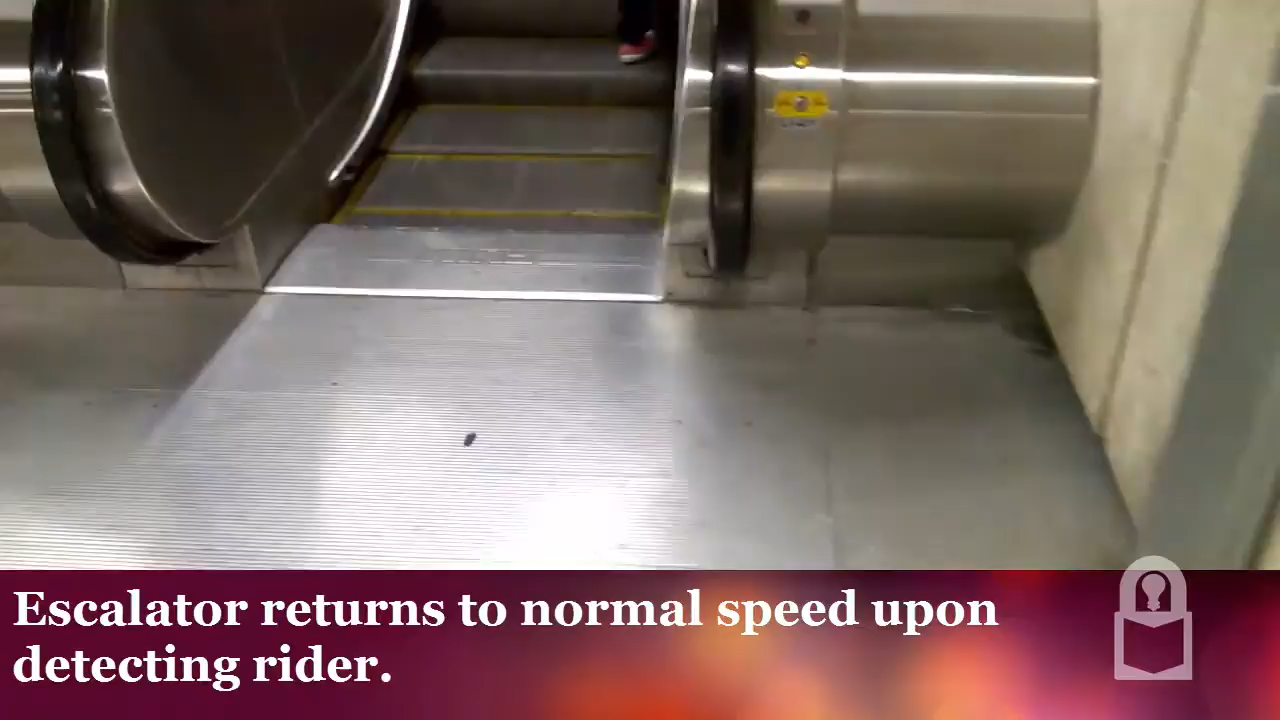 Escalator returns to normal speed upon
detecting rider.